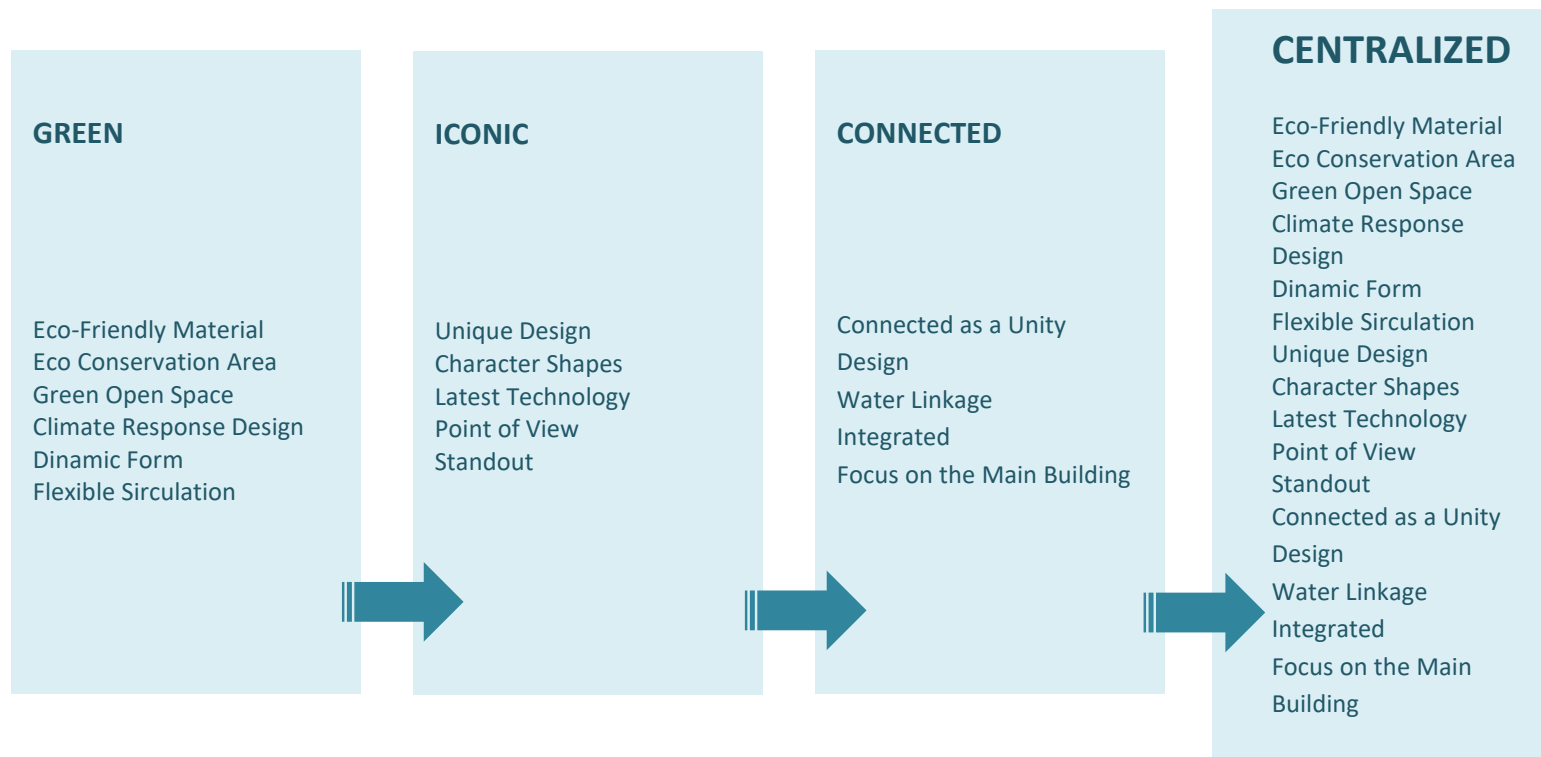 GREEN
Eco-Friendly Material
Eco Conservation Area
Green Open Space
Climate Response Design
Dinamic Form
Flexible Sirculation
ICONIC
Unique Design
Character Shapes
Latest Technology
Point of View
Standout
CONNECTED
Connected as a Unity
Design
Water Linkage
Integrated
Focus on the Main Building
CENTRALIZED
Eco-Friendly Material
Eco Conservation Area
Green Open Space
Climate Response
Design
Dinamic Form
Flexible Sirculation
Unique Design
Character Shapes
Latest Technology
Point of View
Standout
Connected as a Unity
Design
Water Linkage
Integrated
Focus on the Main
Building